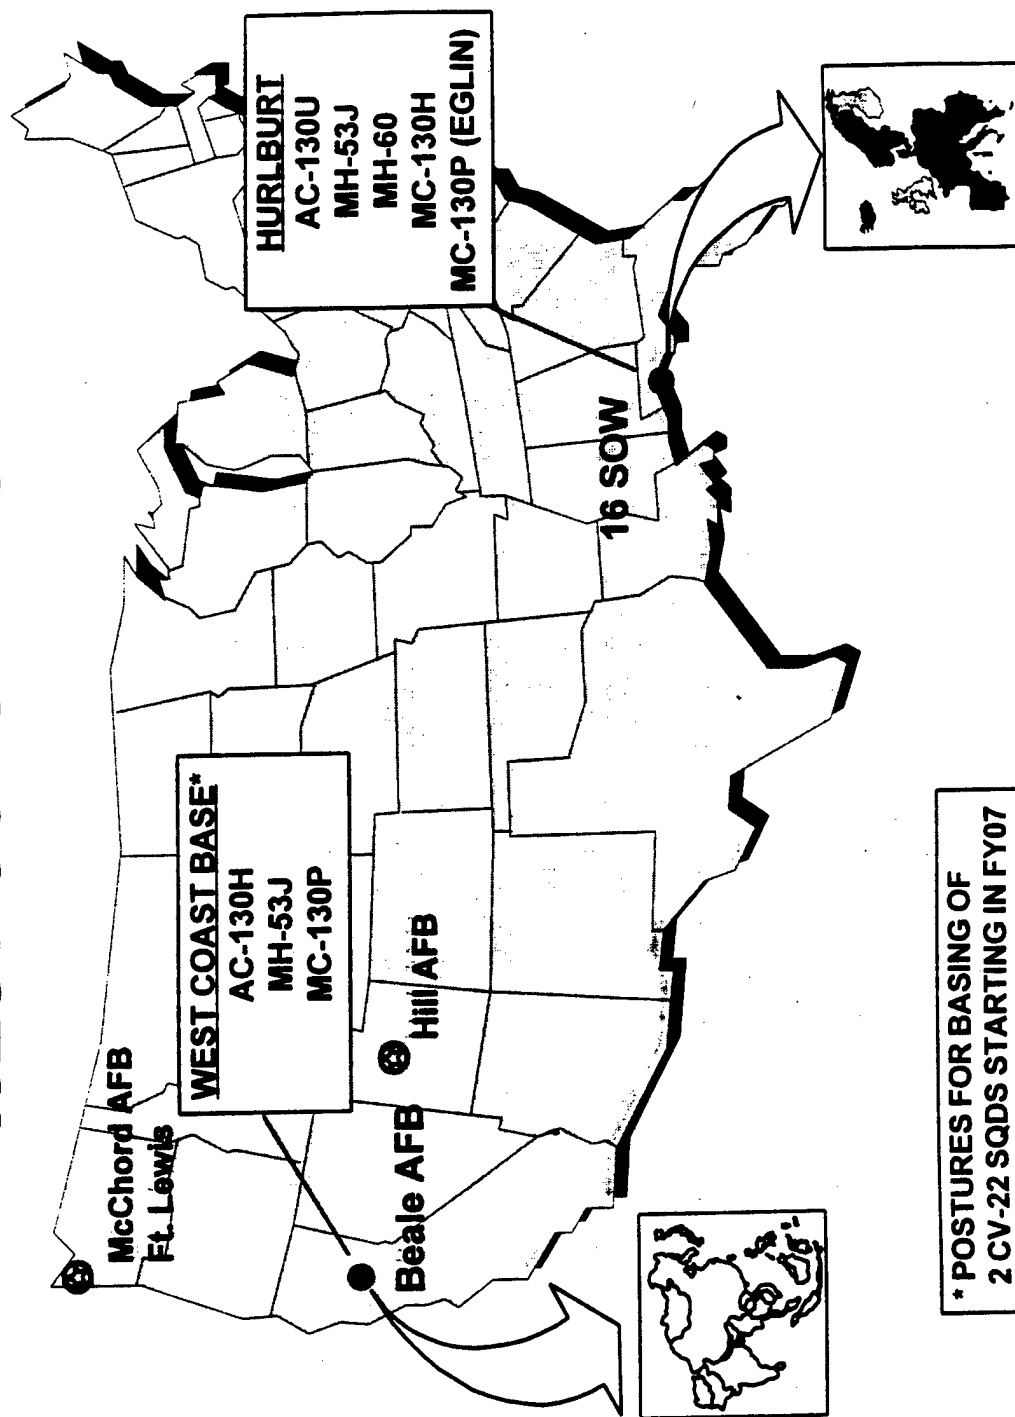 McChord AFB
Ft. Lewis
WEST COAST BASE*
AC-130H
MH-53J
MC-130P
HURLBURT
AC-130U
MH-53J
MH-60
MC-130H
MC-130P (EGLIN)
Beale AFB
Hill AFB
16 SOW
* POSTURES FOR BASING OF
2 CV-22 SQDS STARTING IN FY07